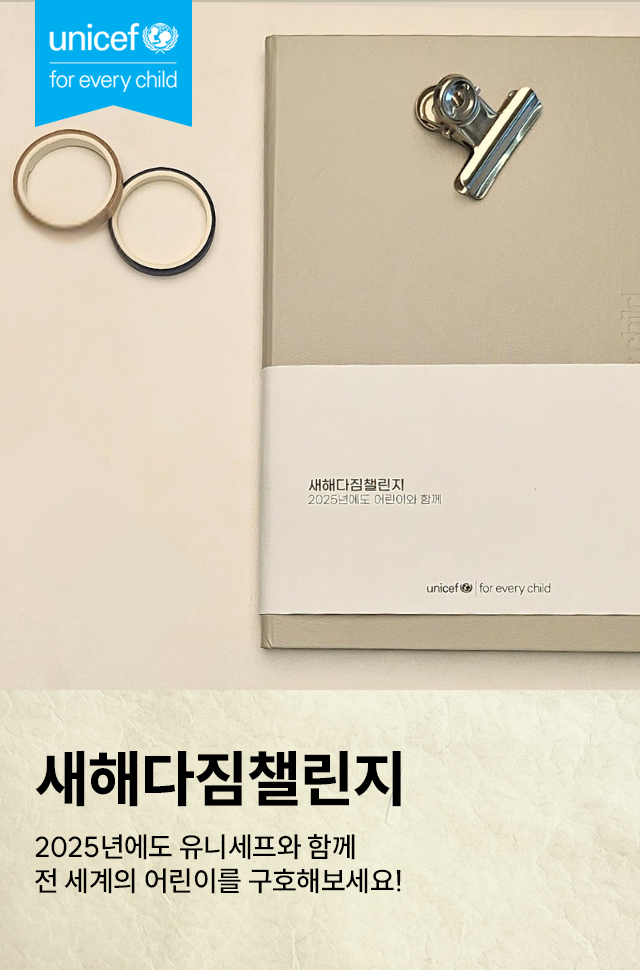 unicef
for every child
새해다짐챌린지
2025년에도 어린이와 함께
unicef for every child
새해다짐챌린지
2025년에도 유니세프와 함께
전 세계의 어린이를 구호해보세요!